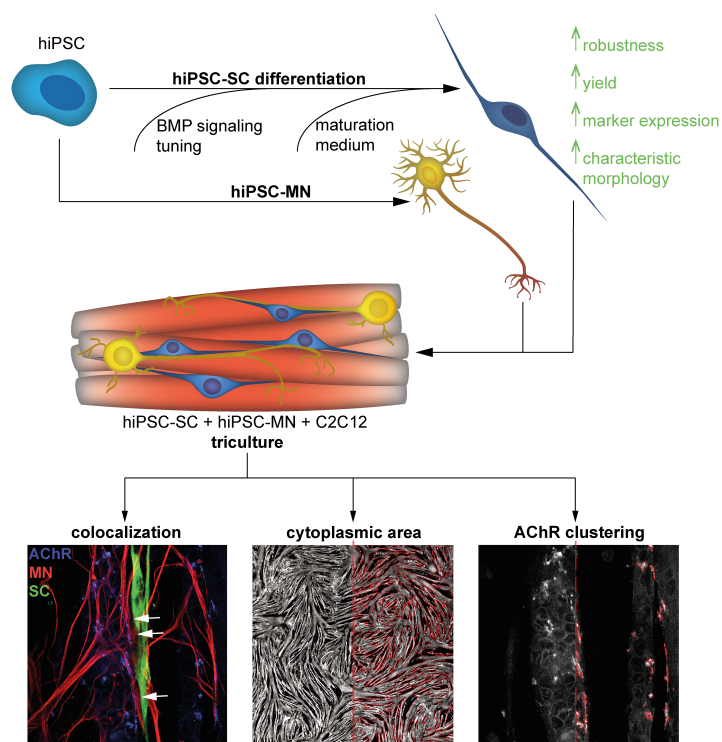 hiPSC
hiPSC-SC differentiation
BMP signaling
tuning
maturation
medium
hiPSC-MN
robustness
yield
marker expression
characteristic
morphology
hiPSC-SC + hiPSC-MN + C2C12
triculture
colocalization
cytoplasmic area
AChR clustering
AChR
MN
SC